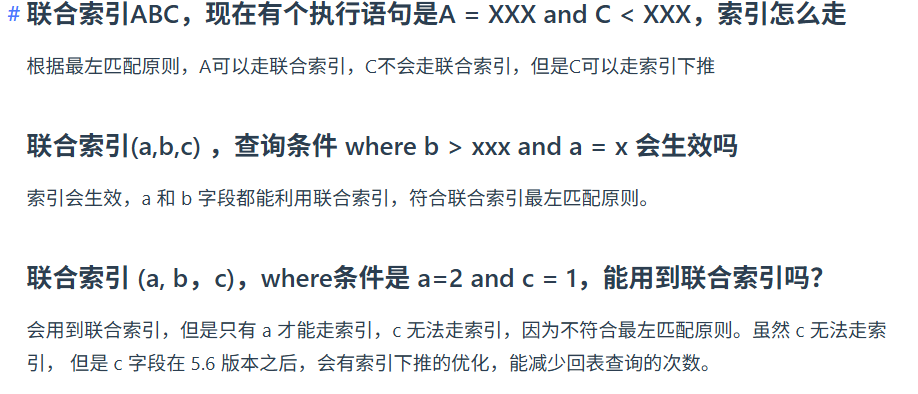 # 联合索引ABC，现在有个执行语句是A = XXX and C < XXX，索引怎么走
根据最左匹配原则，A可以走联合索引，C不会走联合索引，但是C可以走索引下推
联合索引(a,b,c) ，查询条件 where b > xxx and a = x 会生效吗
索引会生效，a 和 b 字段都能利用联合索引，符合联合索引最左匹配原则。
联合索引 (a, b，c)，where条件是 a=2 and c = 1，能用到联合索引吗?
会用到联合索引，但是只有 a 才能走索引，c 无法走索引，因为不符合最左匹配原则。虽然 c 无法走索
引， 但是 c 字段在 5.6 版本之后，会有索引下推的优化，能减少回表查询的次数。